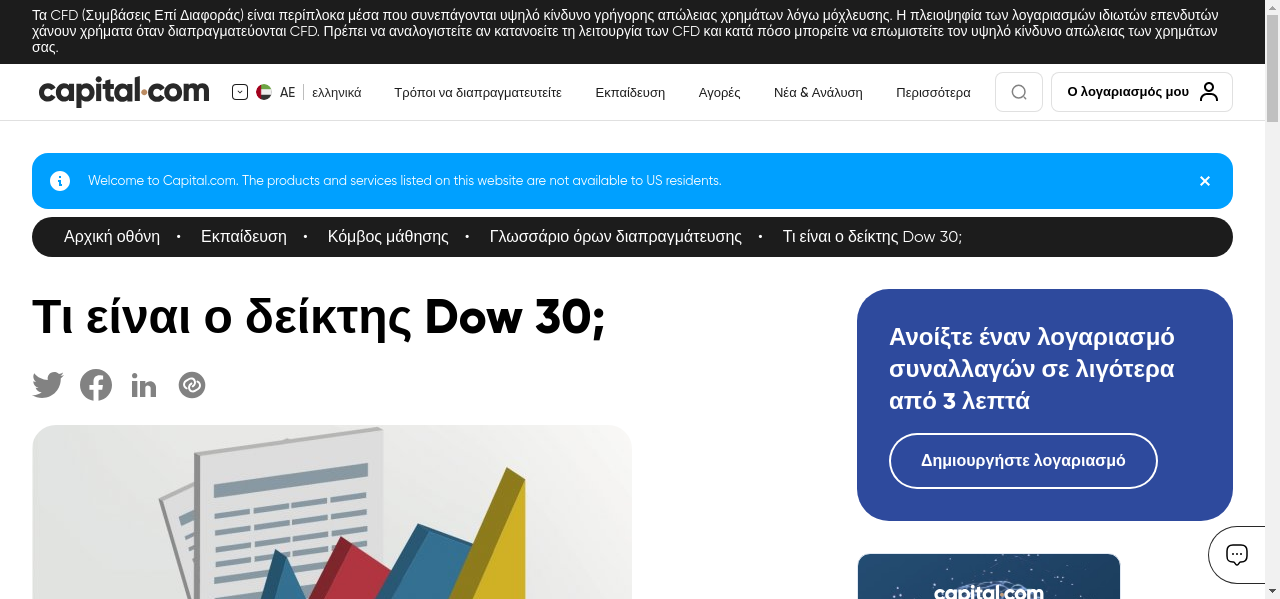 Τα CFD (Συμβάσεις Επί Διαφοράς) είναι περίπλοκα μέσα που συνεπάγονται υψηλό κίνδυνο γρήγορης απώλειας χρημάτων λόγω μόχλευσης. Η πλειοψηφία των λογαριασμών ιδιωτών επενδυτών
χάνουν χρήματα όταν διαπραγματεύονται CFD. Πρέπει να αναλογιστείτε αν κατανοείτε τη λειτουργία των CFD και κατά πόσο μπορείτε να επωμιστείτε τον υψηλό κίνδυνο απώλειας των χρημάτων
σας.
capital.com AE ελληνικά Τρόποι να διαπραγματευτείτε Εκπαίδευση Αγορές Νέα & Ανάλυση Περισσότερα Ο λογαριασμός μου
Welcome to Capital.com. The products and services listed on this website are not available to US residents.
Αρχική οθόνη • Εκπαίδευση • Κόμβος μάθησης • Γλωσσάριο όρων διαπραγμάτευσης • Τι είναι ο δείκτης Dow 30;
Τι είναι ο δείκτης Dow 30;
Ανοίξτε έναν λογαριασμό
συναλλαγών σε λιγότερα
από 3 λεπτά
Δημιουργήστε λογαριασμό
capital.com